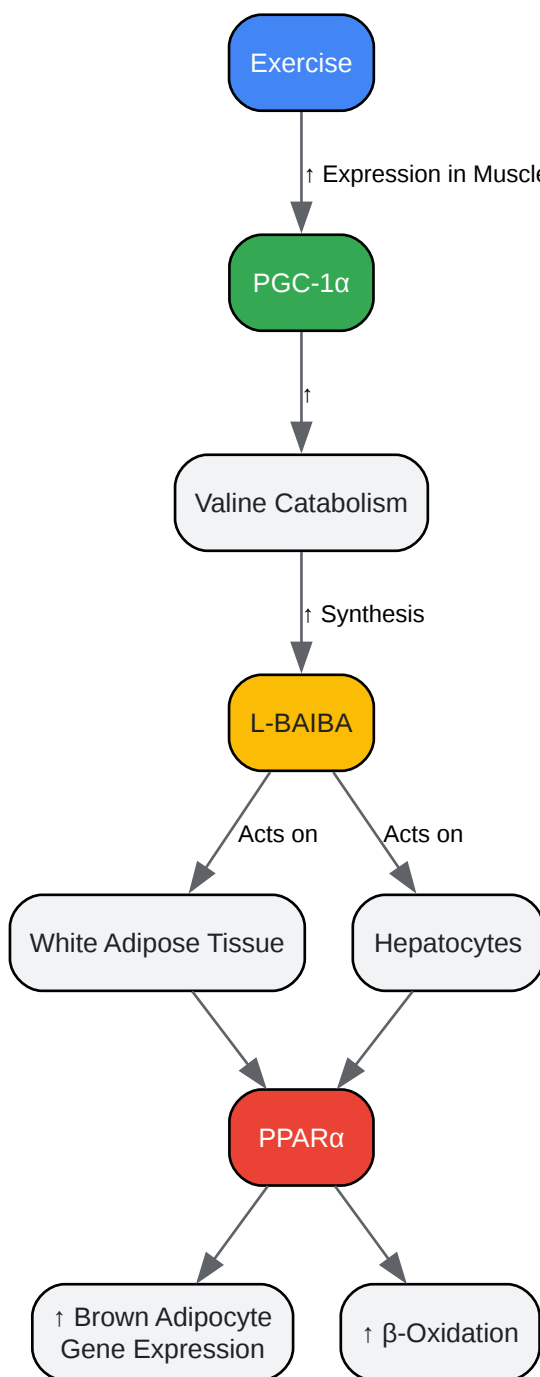 Exercise
↑ Expression in Muscle
PGC-1α
↑
Valine Catabolism
↑ Synthesis
L-BAIBA
Acts on
Acts on
White Adipose Tissue
Hepatocytes
PPARα
↑ Brown Adipocyte
Gene Expression
↑ β-Oxidation